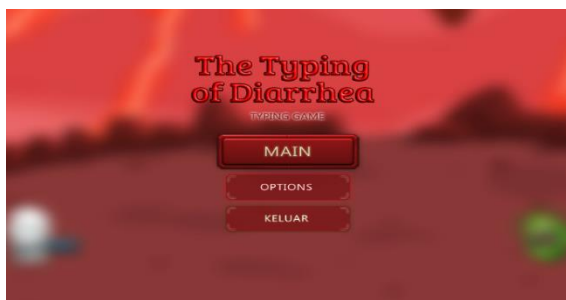 The Typing
of Diarrhea
TYPING GAME
MAIN
OPTIONS
KELUAR